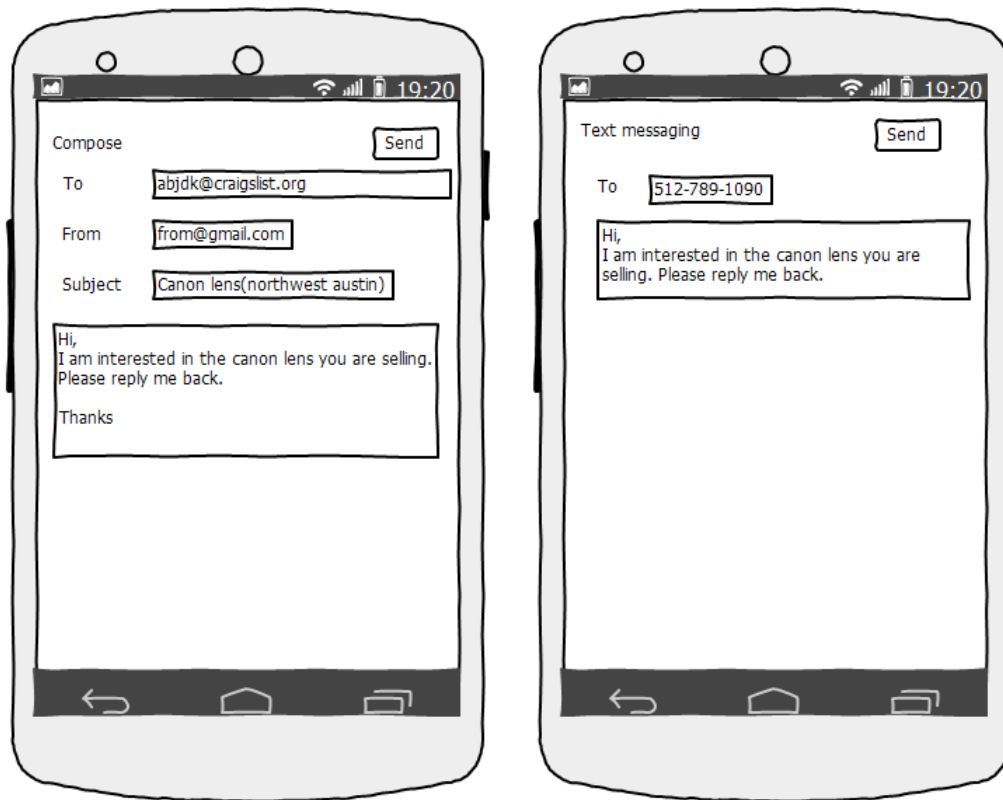 19:20
Compose
Send
To
abjdk@craigslist.org
From
from@gmail.com
Subject
Canon lens(northwest austin)
Hi,
I am interested in the canon lens you are selling.
Please reply me back.
Thanks
19:20
Text messaging
Send
To
512-789-1090
Hi,
I am interested in the canon lens you are
selling. Please reply me back.